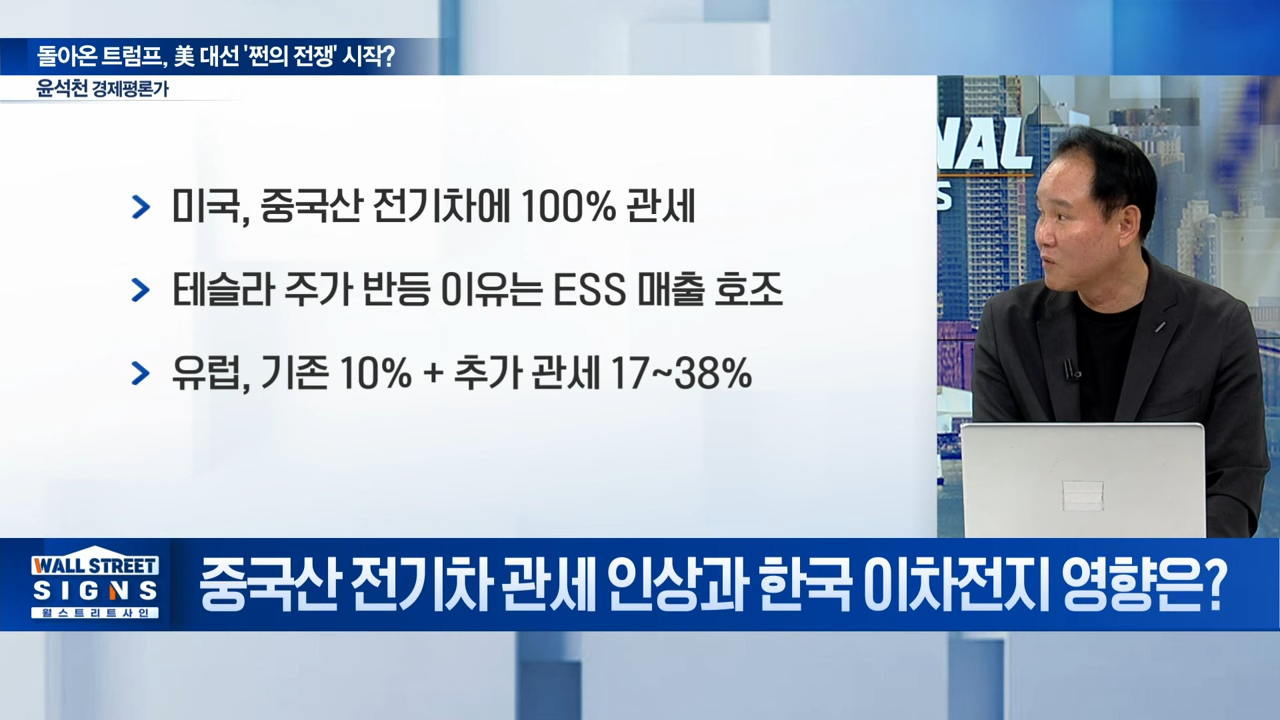 돌아온 트럼프, 美 대선 '쩐의 전쟁' 시작?
윤석천 경제평론가
NAL
S
미국, 중국산 전기차에 100% 관세
테슬라 주가 반등 이유는 ESS 매출 호조
유럽, 기존 10% + 추가 관세 17~38%
WALL STREET
SIGNS
월스트리트사인
중국산 전기차 관세 인상과 한국 이차전지 영향은?